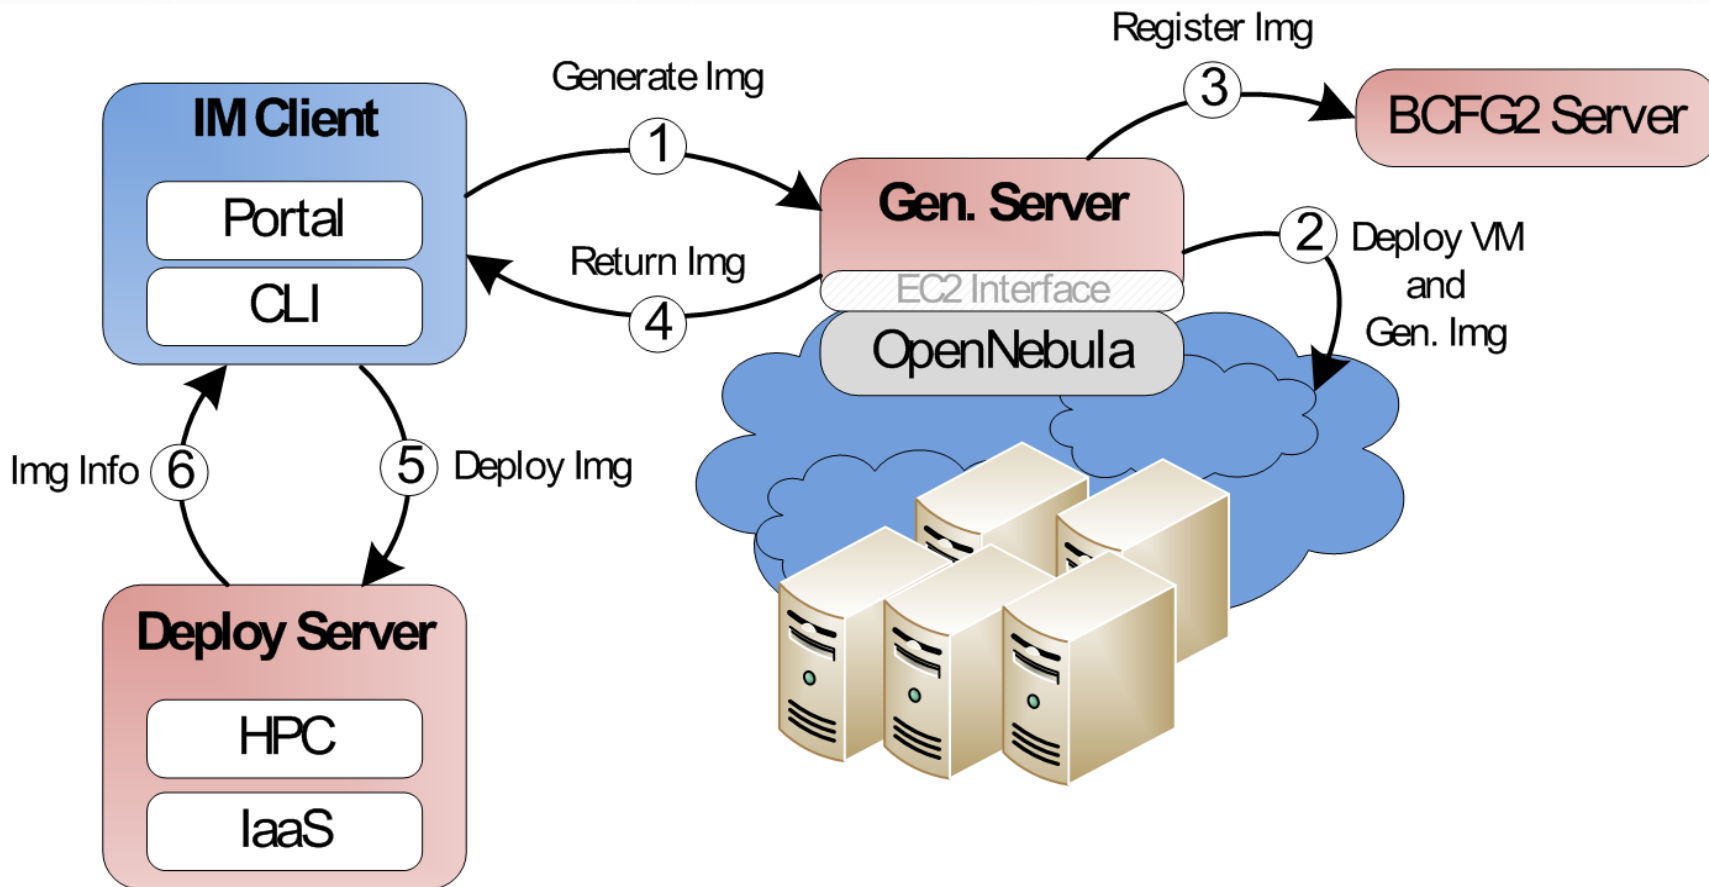 Register Img
3
BCFG2 Server
Generate Img
1
IM Client
Portal
CLI
Gen. Server
EC2 Interface
OpenNebula
2
Deploy VM
and
Gen. Img
Return Img
4
Img Info
6
5
Deploy Img
Deploy Server
HPC
IaaS